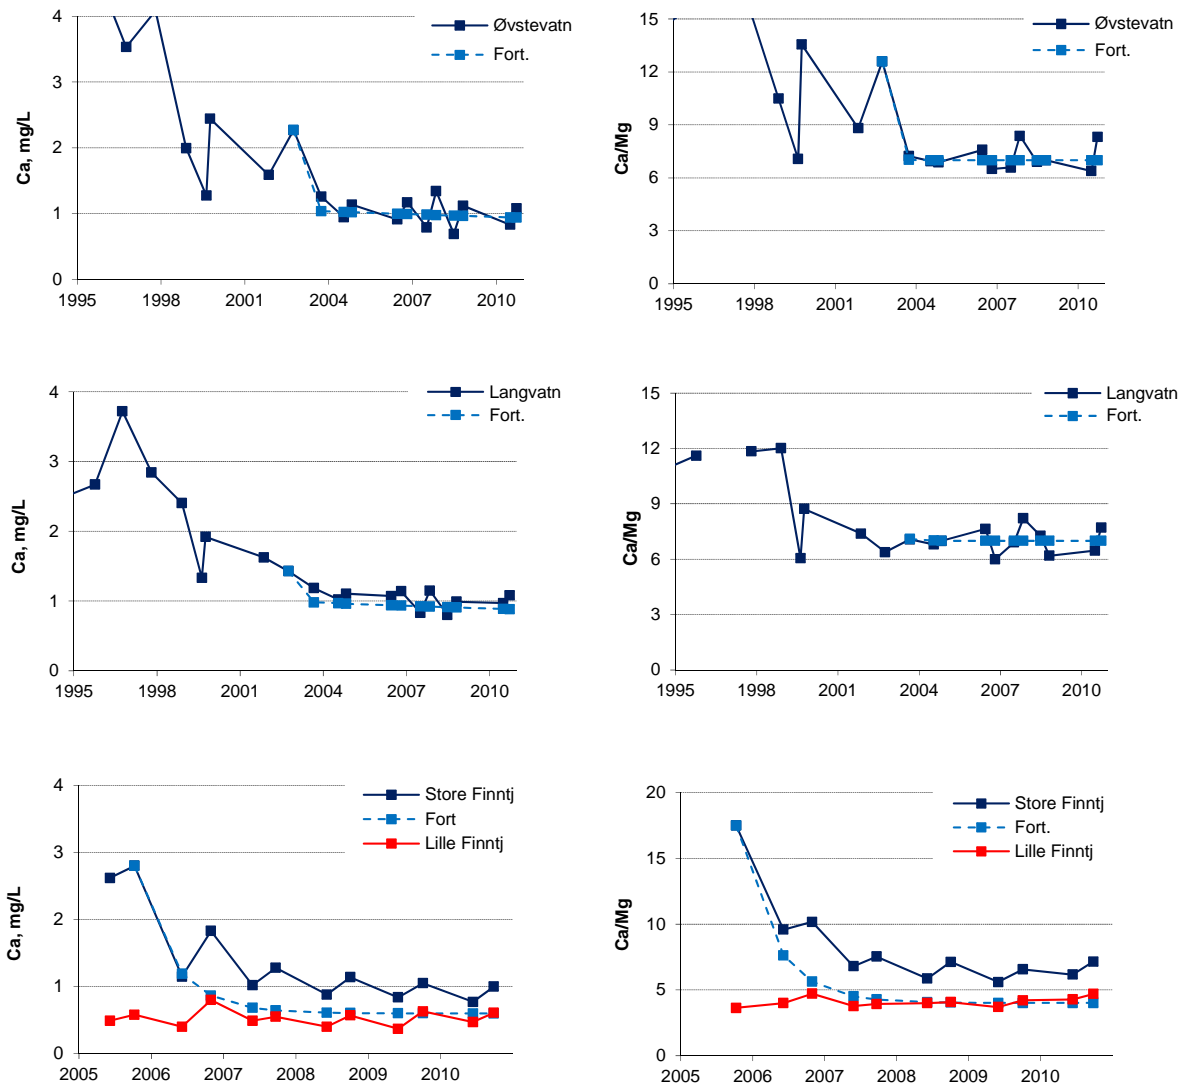 Øvstevatn
Fort.
Ca, mg/L
4
3
2
1
0
1995 1998 2001 2004 2007 2010
Øvstevatn
Fort.
Ca/Mg
15
12
9
6
3
0
1995 1998 2001 2004 2007 2010
Langvatn
Fort.
Ca, mg/L
4
3
2
1
0
1995 1998 2001 2004 2007 2010
Langvatn
Fort.
Ca/Mg
15
12
9
6
3
0
1995 1998 2001 2004 2007 2010
Store Finntj
Fort
Lille Finntj
Ca, mg/L
4
3
2
1
0
2005 2006 2007 2008 2009 2010
Store Finntj
Fort.
Lille Finntj
Ca/Mg
20
15
10
5
0
2005 2006 2007 2008 2009 2010